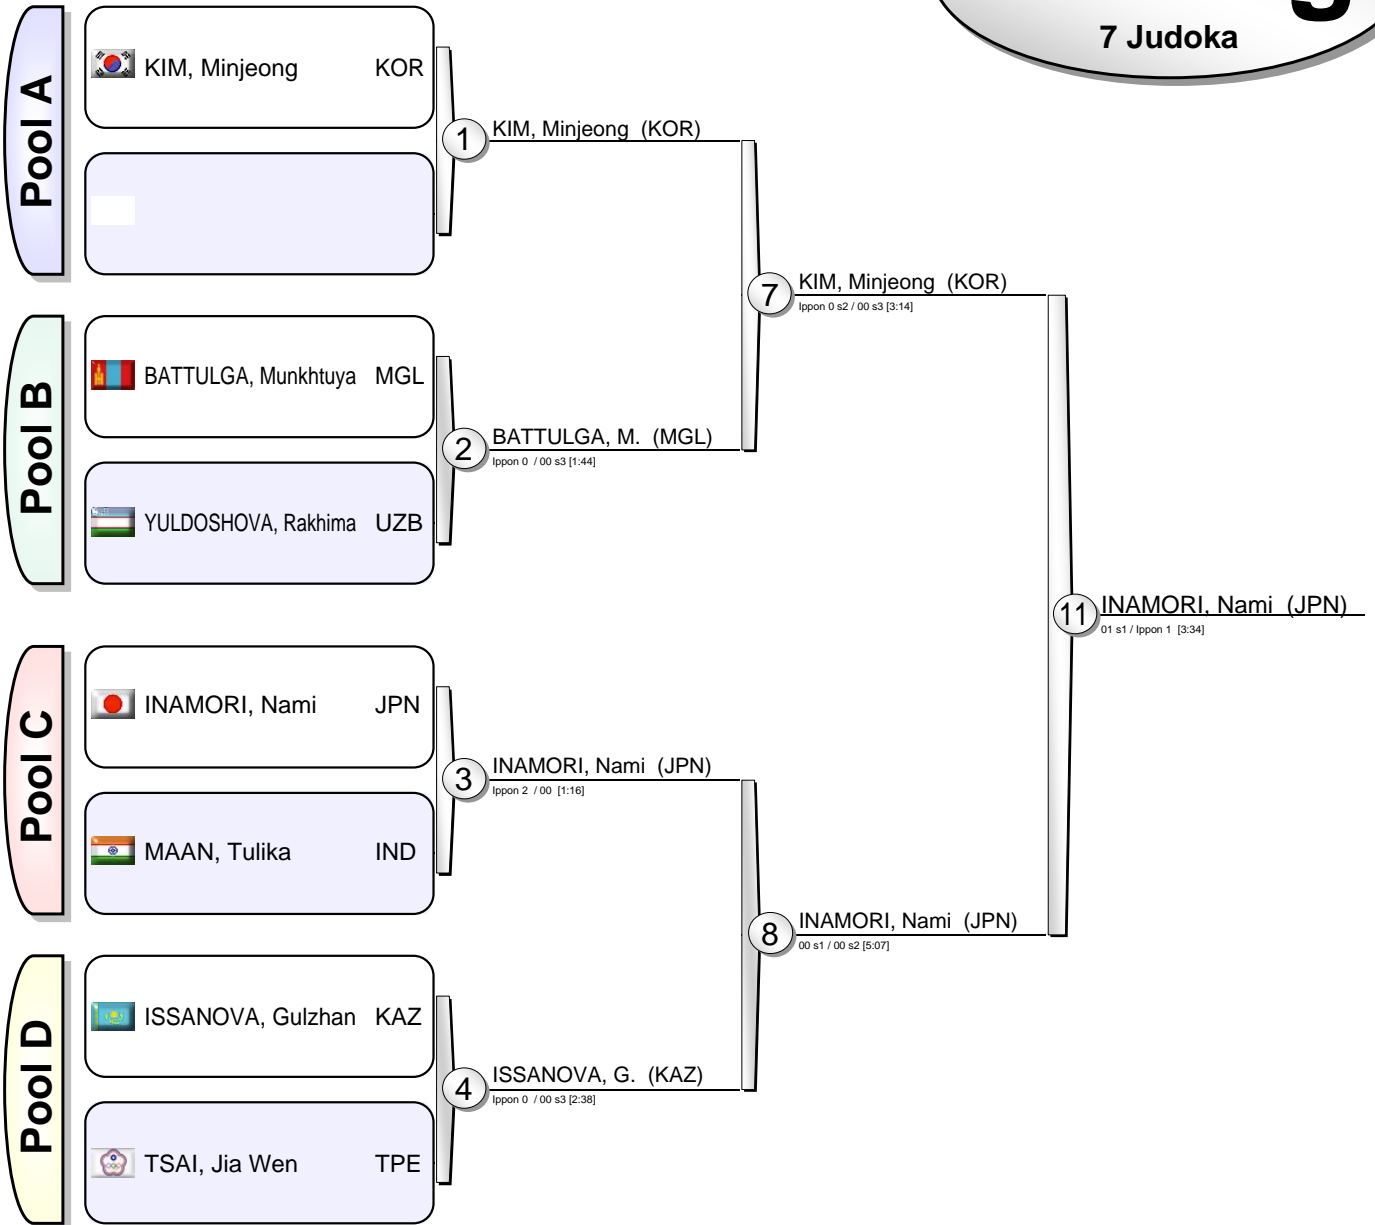 g
7 Judoka
Pool A
KIM, Minjeong KOR
1 KIM, Minjeong (KOR)
7 KIM, Minjeong (KOR)
Ippon 0 s2 / 00 s3 [3:14]
Pool B
BATTULGA, Munkhtuya MGL
2 BATTULGA, M. (MGL)
Ippon 0 / 00 s3 [1:44]
YULDOSHOVA, Rakhima UZB
11 INAMORI, Nami (JPN)
01 s1 / Ippon 1 [3:34]
Pool C
INAMORI, Nami JPN
3 INAMORI, Nami (JPN)
Ippon 2 / 00 [1:16]
MAAN, Tulika IND
8 INAMORI, Nami (JPN)
00 s1 / 00 s2 [5:07]
Pool D
ISSANOVA, Gulzhan KAZ
4 ISSANOVA, G. (KAZ)
Ippon 0 / 00 s3 [2:38]
TSAI, Jia Wen TPE